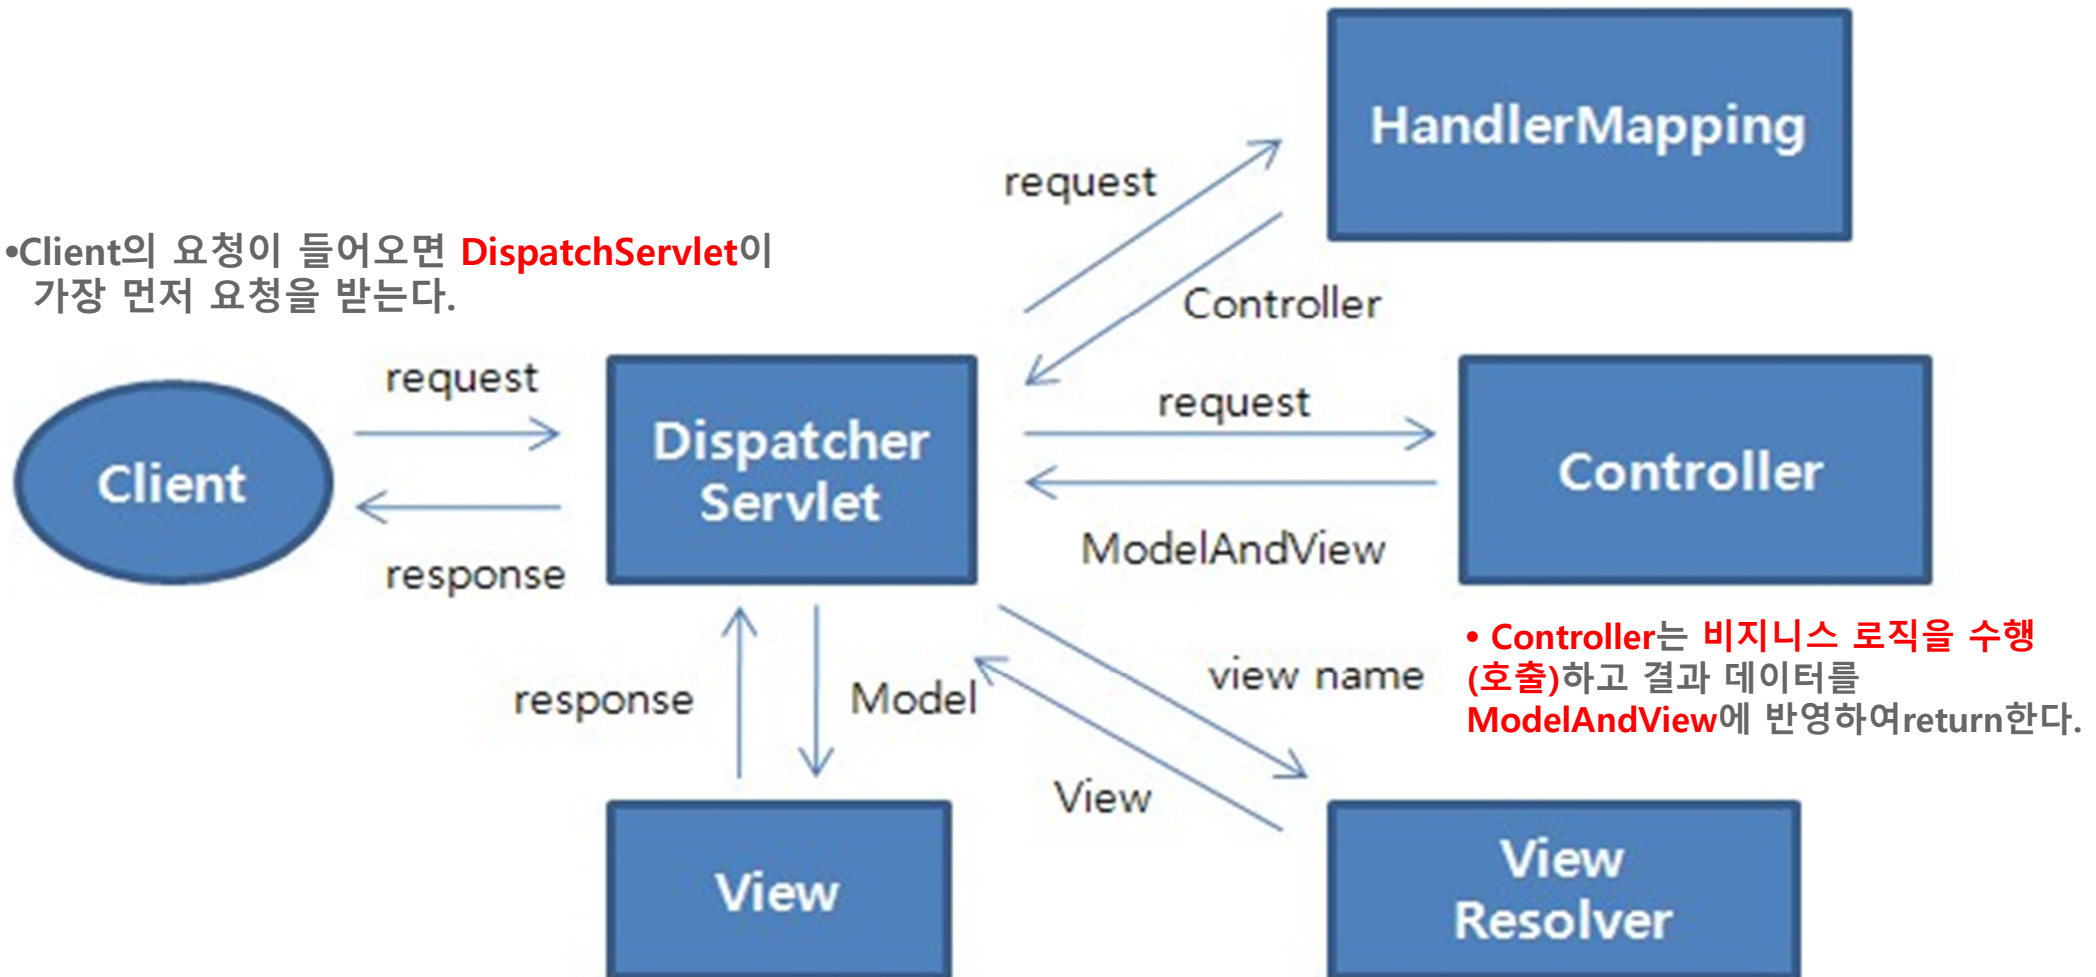 HandlerMapping
request
•Client의 요청이 들어오면 DispatchServlet이
가장 먼저 요청을 받는다.
Controller
request
request
Dispatcher
Servlet
Client
Controller
ModelAndView
response
• Controller는 비지니스 로직을 수행
(호출)하고 결과 데이터를
ModelAndView에 반영하여return한다.
response
Model
view name
View
View
View
Resolver